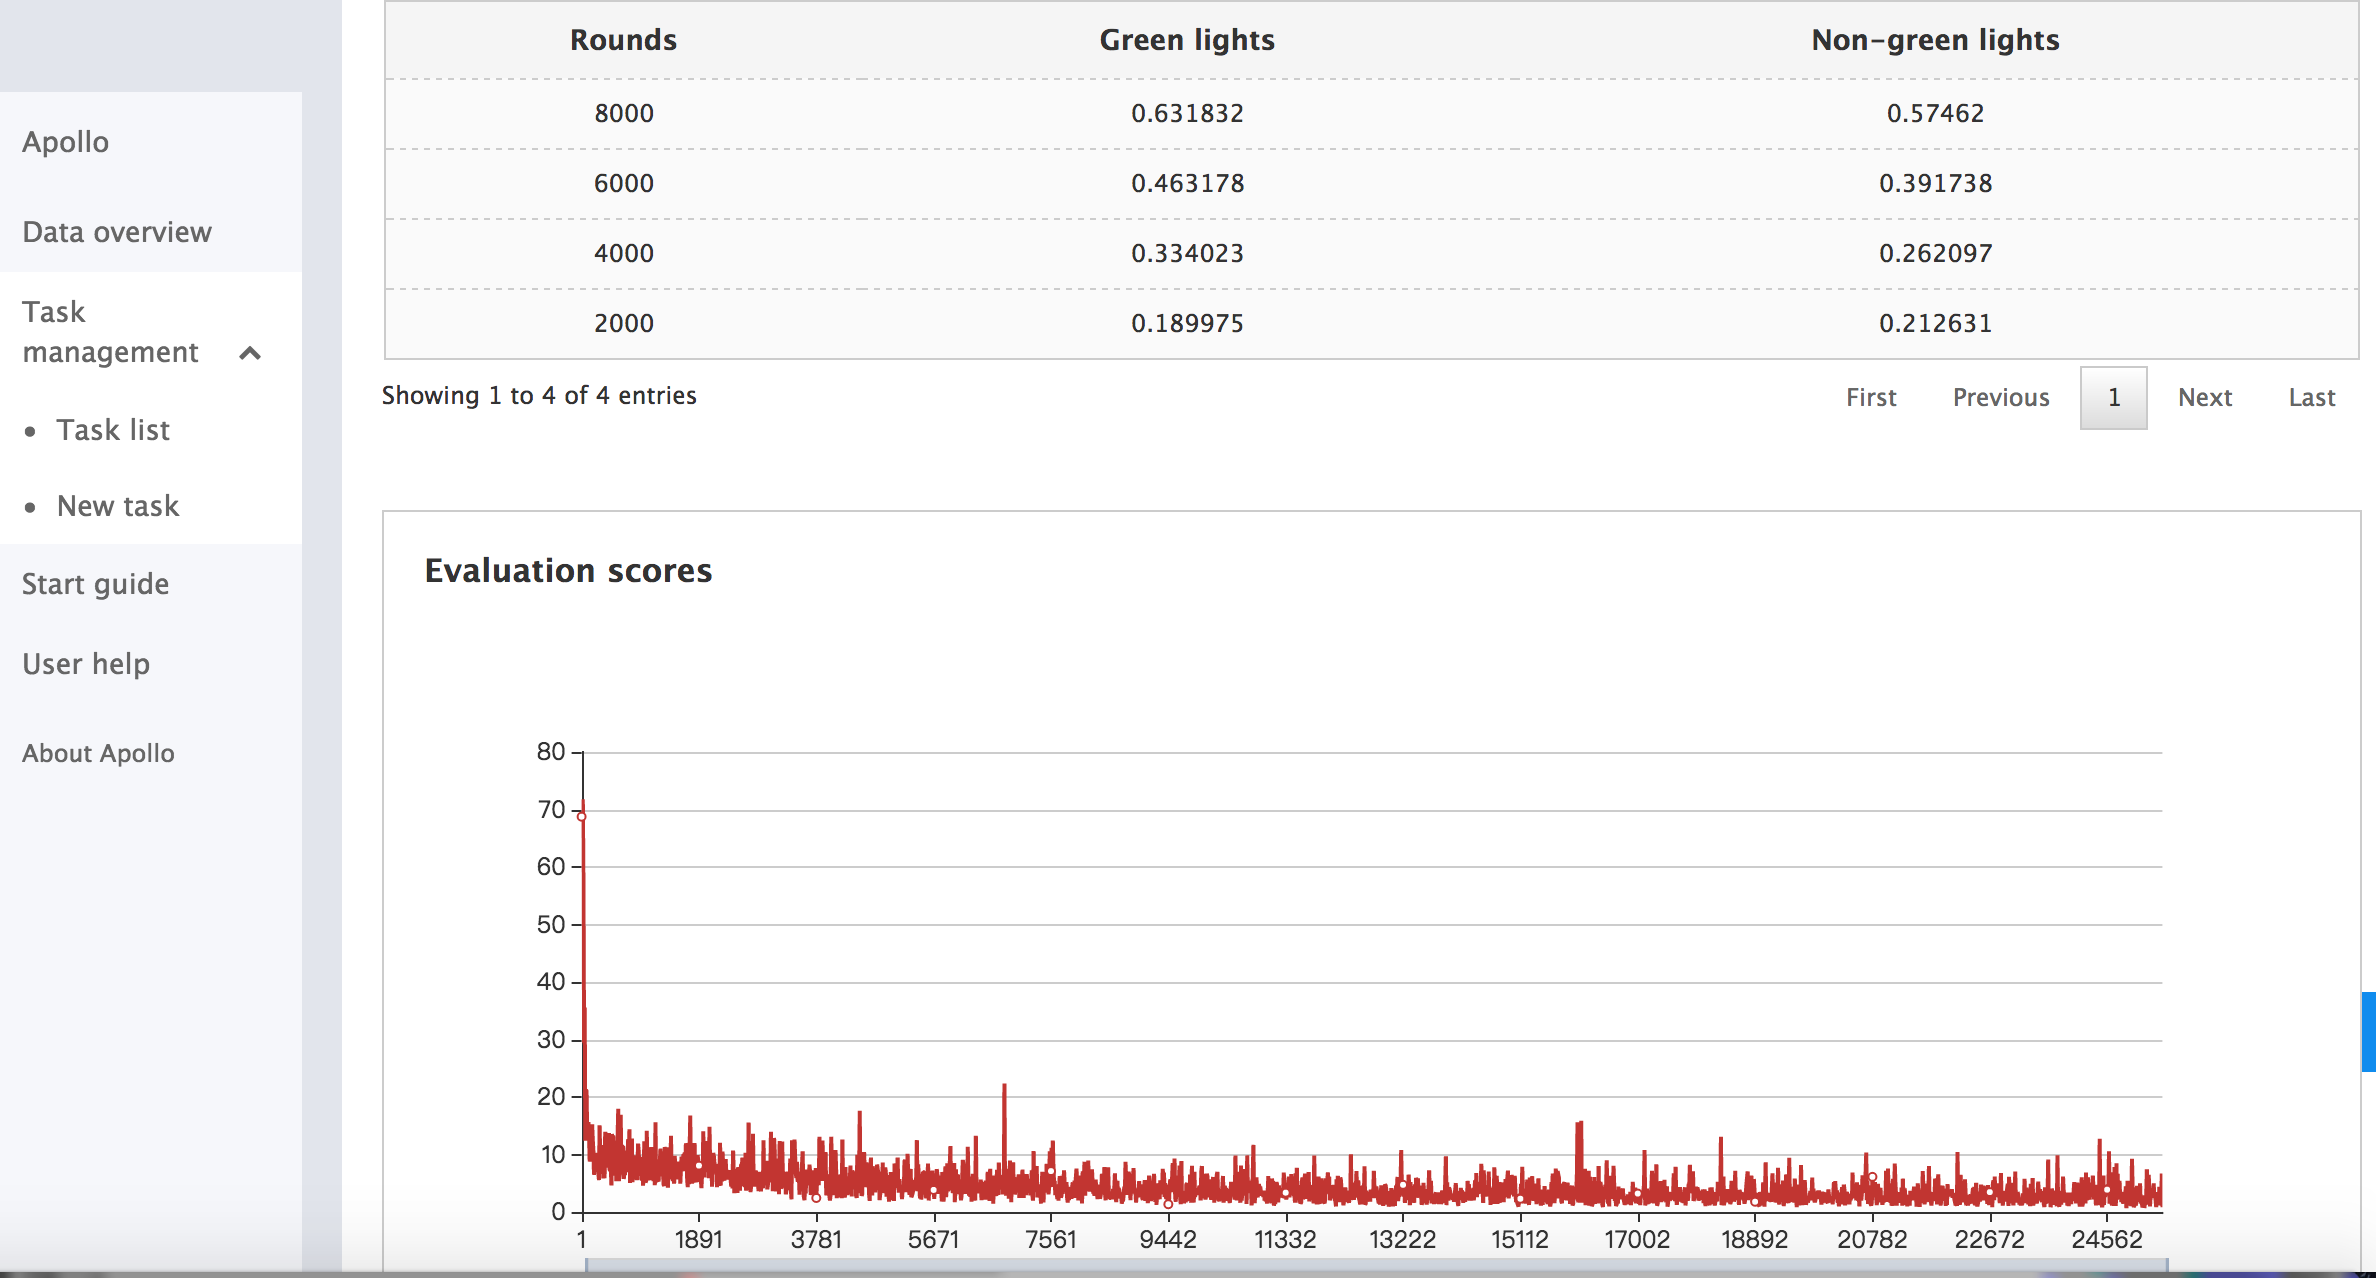 Apollo
Data overview
Task
management
Task list
New task
Start guide
User help
About Apollo
Rounds Green lights Non-green lights
8000 0.631832 0.57462
6000 0.463178 0.391738
4000 0.334023 0.262097
2000 0.189975 0.212631
Showing 1 to 4 of 4 entries
First Previous 1 Next Last
Evaluation scores
80
70
60
50
40
30
20
10
0
1 1891 3781 5671 7561 9442 11332 13222 15112 17002 18892 20782 22672 24562